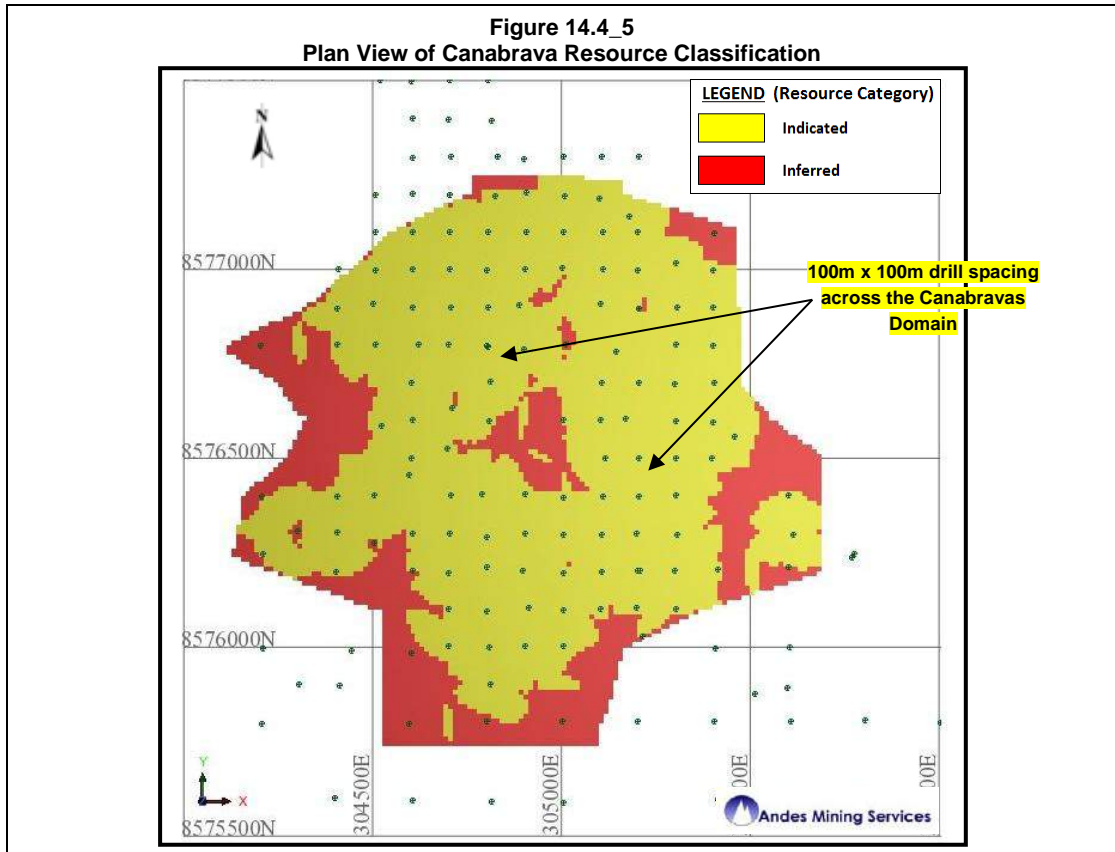 Figure 14.4_5
Plan View of Canabrava Resource Classification
LEGEND (Resource Category)
Indicated
Inferred
N
8577000N
100m x 100m drill spacing
across the Canabravas
Domain
8576500N
8576000N
Y
X
304500E
305000E
00E
00E
8575500N
Andes Mining Services